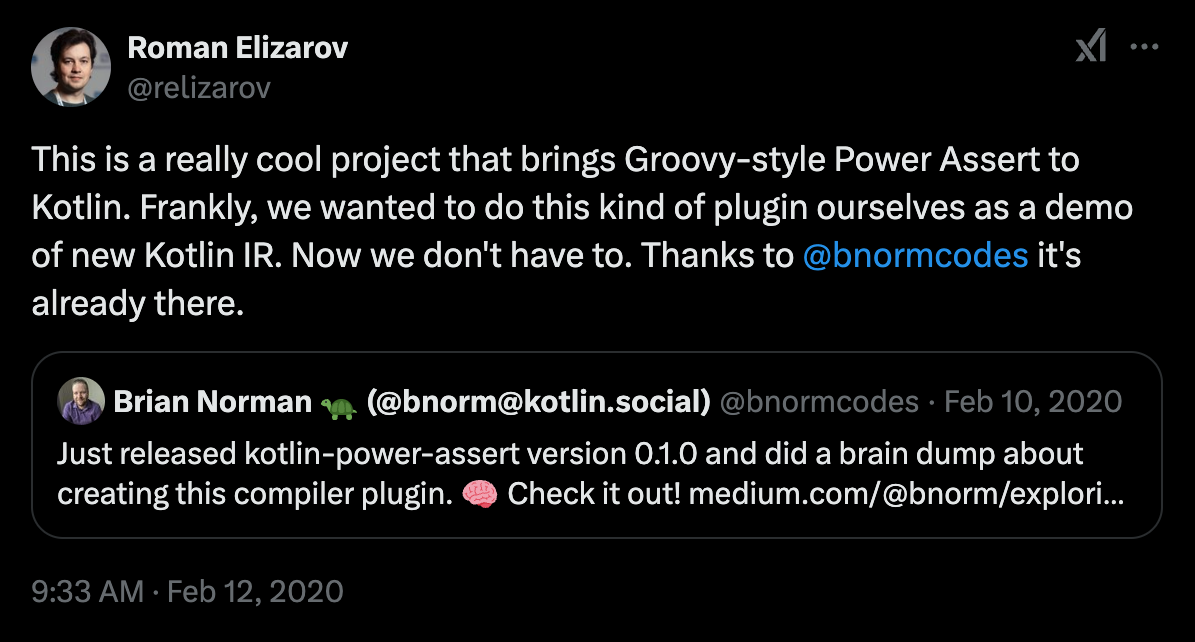 Roman Elizarov
@relizarov
This is a really cool project that brings Groovy-style Power Assert to
Kotlin. Frankly, we wanted to do this kind of plugin ourselves as a demo
of new Kotlin IR. Now we don't have to. Thanks to @bnormcodes it's
already there.
Brian Norman 🐢 (@bnorm@kotlin.social) @bnormcodes · Feb 10, 2020
Just released kotlin-power-assert version 0.1.0 and did a brain dump about
creating this compiler plugin. 🧠 Check it out! medium.com/@bnorm/explori...
9:33 AM · Feb 12, 2020